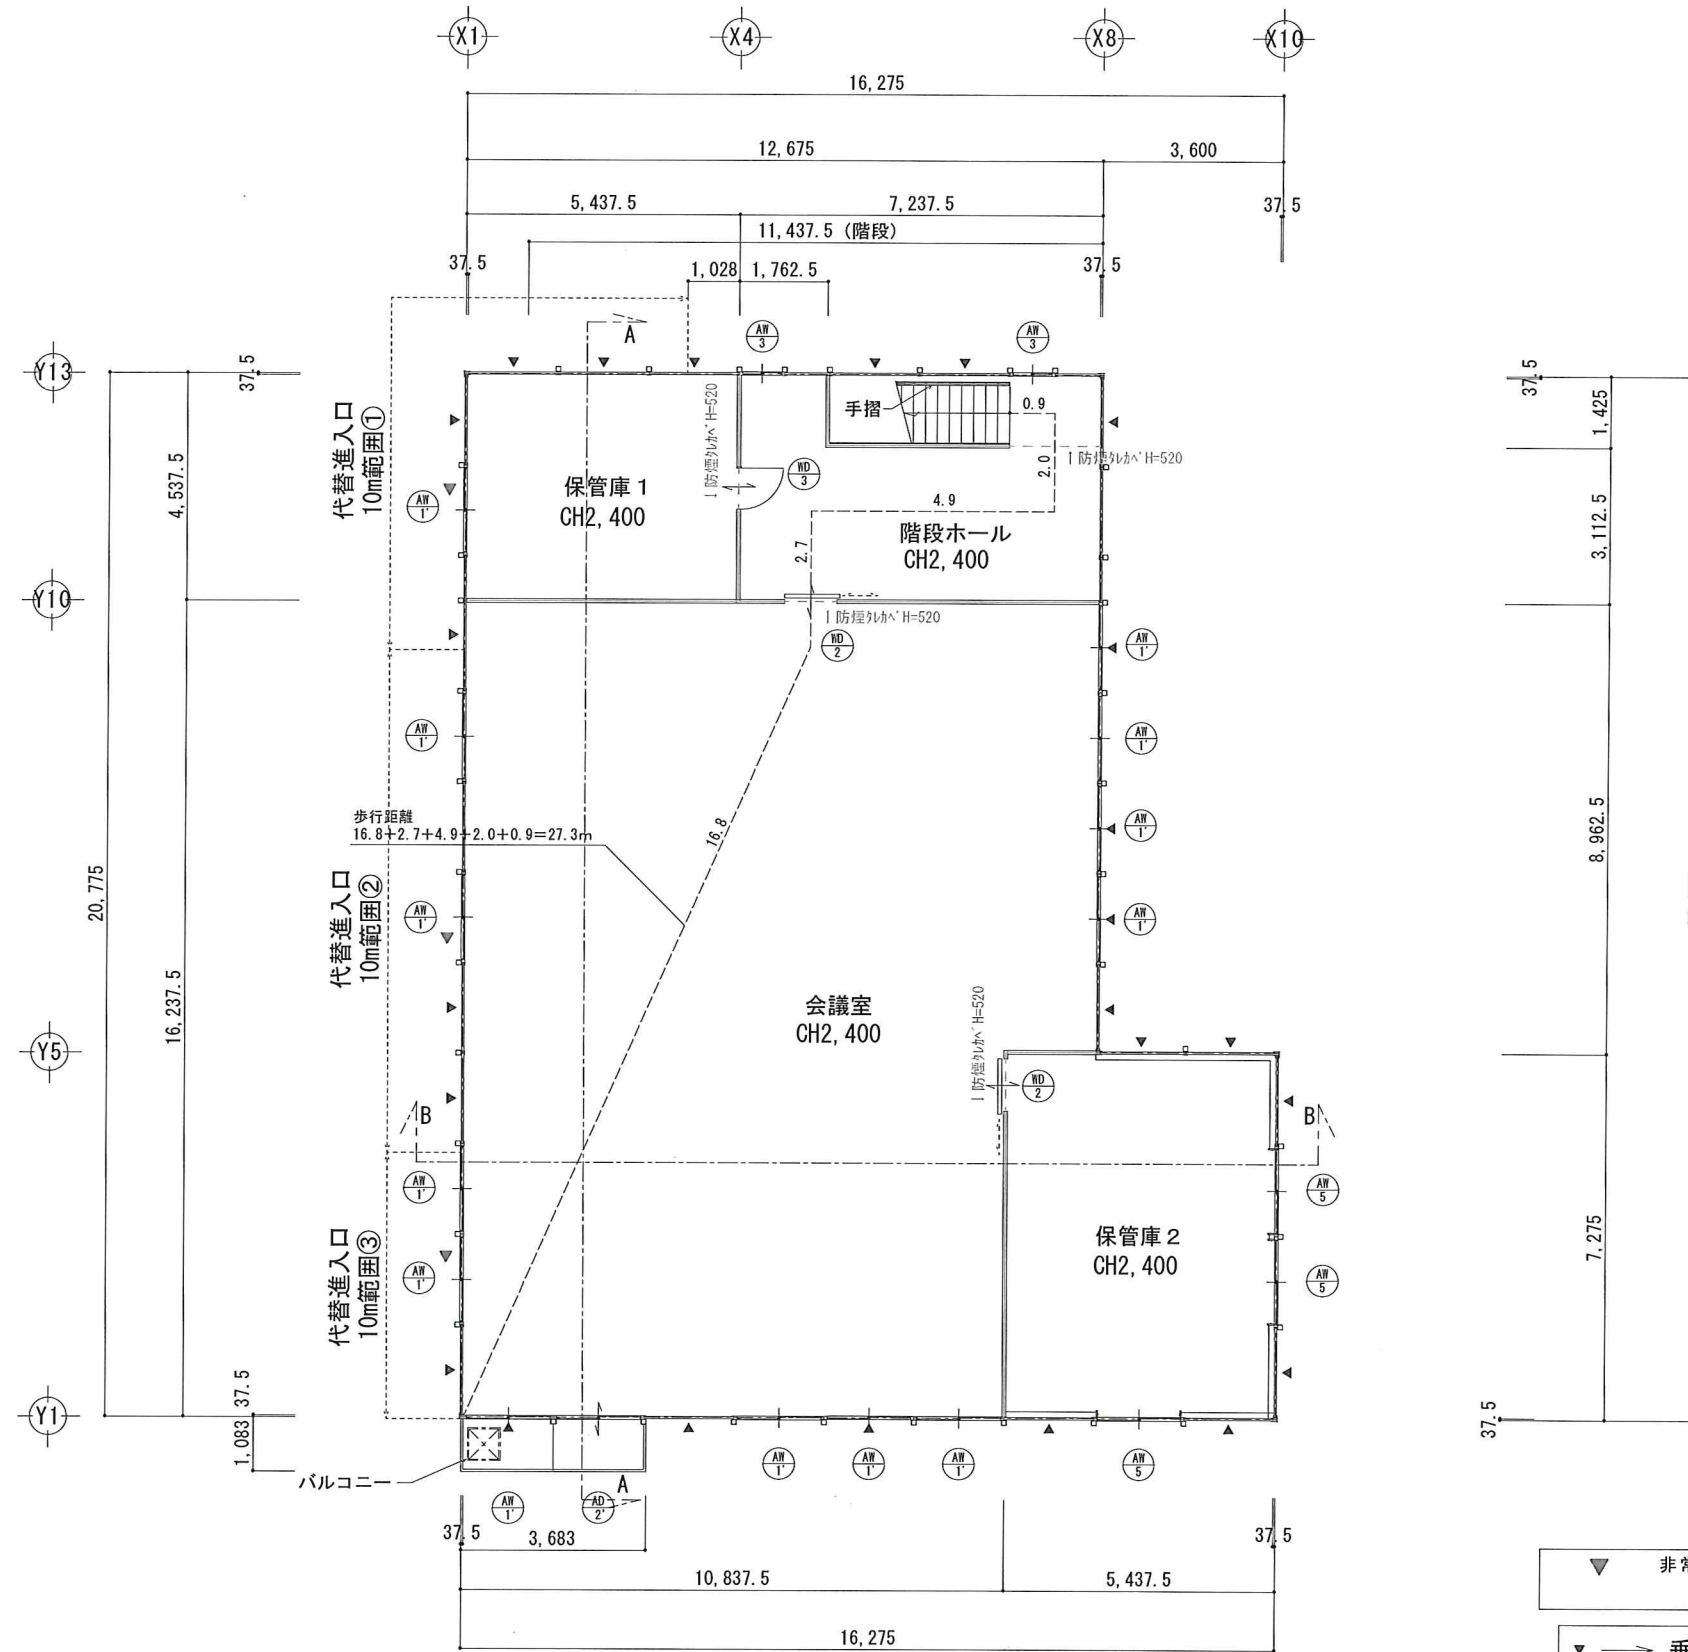 X1
X4
X8
X10
16,275
12,675
3,600
5,437.5
7,237.5
37.5
11,437.5 (階段)
37.5
1,028
1,762.5
37.5
A
AW
3
AW
3
Y13
37.5
37.5
1,425
代替進入口
10m範囲①
4,537.5
AW
1'
保管庫1
CH2,400
防煙タレカベ H=520
WD
3
手摺
0.9
2.0
防煙タレカベ H=520
4.9
2.7
階段ホール
CH2,400
3,112.5
Y10
防煙タレカベ H=520
WD
2
AW
1'
AW
1'
AW
1'
歩行距離
16.8+2.7+4.9+2.0+0.9=27.3m
16.8
AW
1'
8,962.5
20,775
16,237.5
代替進入口
10m範囲②
AW
1'
AW
1'
会議室
CH2,400
防煙タレカベ H=520
Y5
WD
2
B
B
AW
1'
AW
5
代替進入口
10m範囲③
AW
1'
保管庫2
CH2,400
AW
5
7,275
Y1
37.5
1,083
37.5
バルコニー
A
AW
1'
AD
2'
AW
1'
AW
1'
AW
1'
AW
5
37.5
3,683
37.5
10,837.5
5,437.5
16,275
非